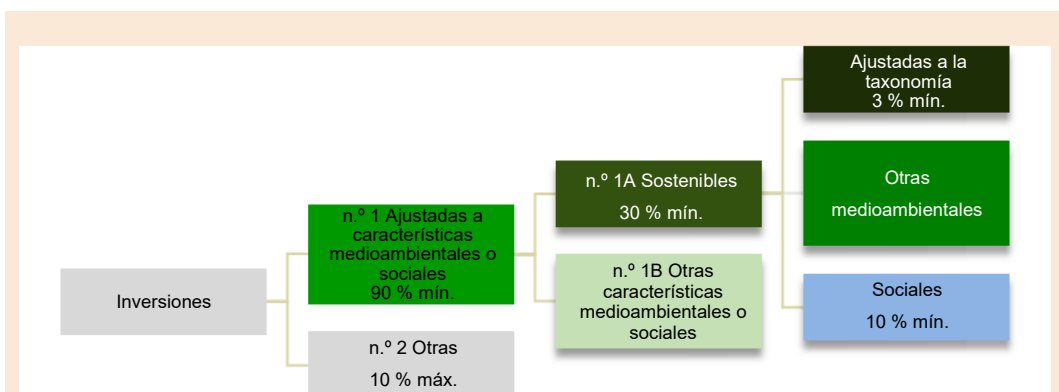 Inversiones
n.º 1 Ajustadas a
características
medioambientales o
sociales
90 % mín.
n.º 2 Otras
10 % máx.
n.º 1A Sostenibles
30 % mín.
n.º 1B Otras
características
medioambientales o
sociales
Ajustadas a la
taxonomía
3 % mín.
Otras
medioambientales
Sociales
10 % mín.